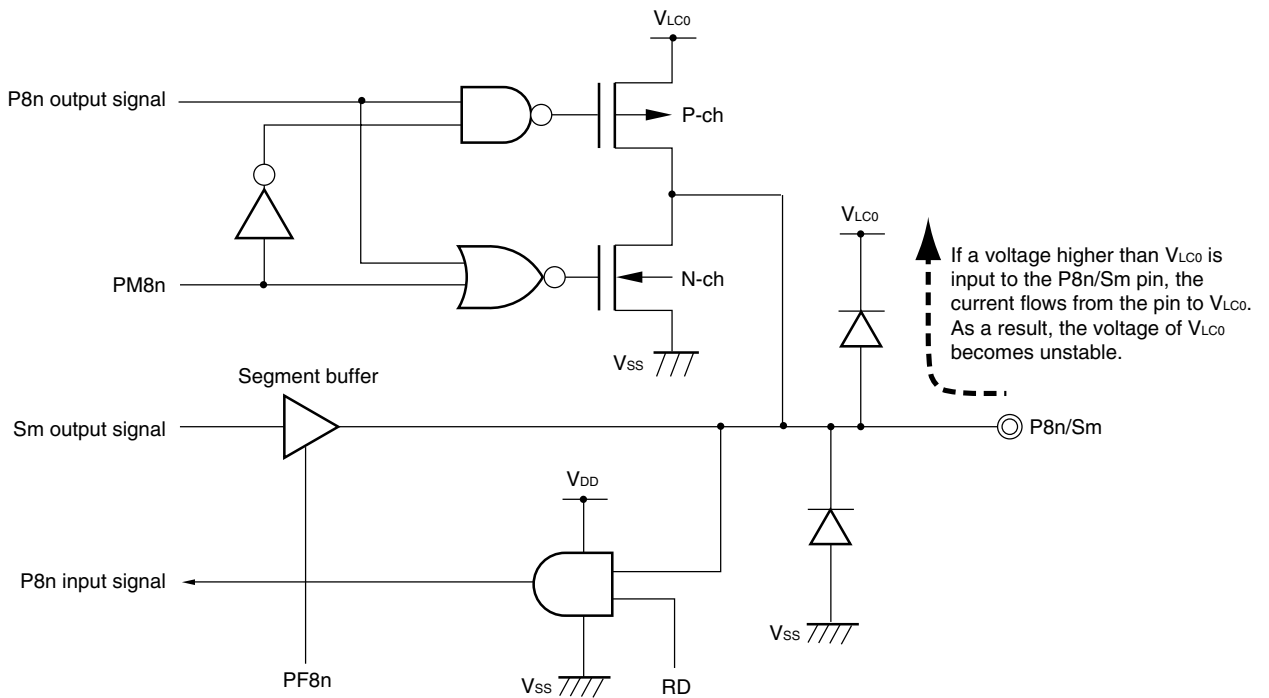 VLC0
P8n output signal
P-ch
VLC0
If a voltage higher than VLC0 is
input to the P8n/Sm pin, the
current flows from the pin to VLC0.
As a result, the voltage of VLC0
becomes unstable.
PM8n
N-ch
VSS
Segment buffer
Sm output signal
P8n/Sm
VDD
P8n input signal
VSS
PF8n
VSS
RD